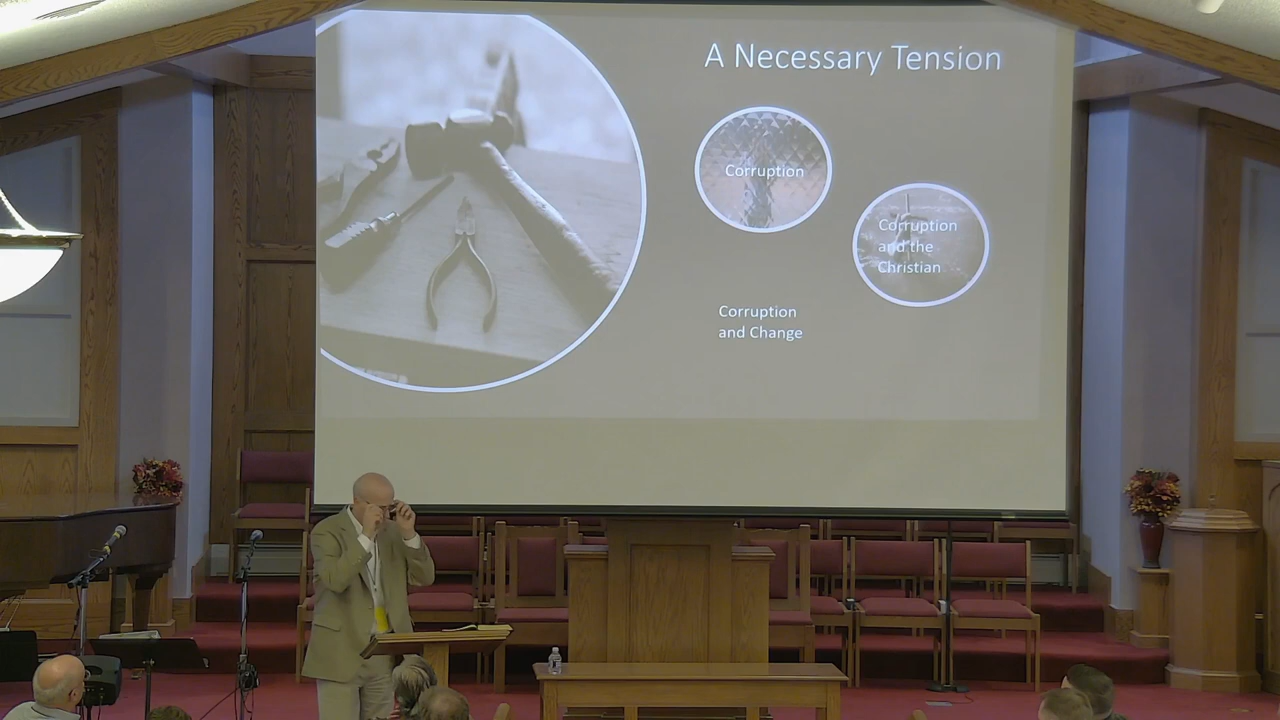 A Necessary Tension
Corruption
Corruption
and the
Christian
Corruption
and Change